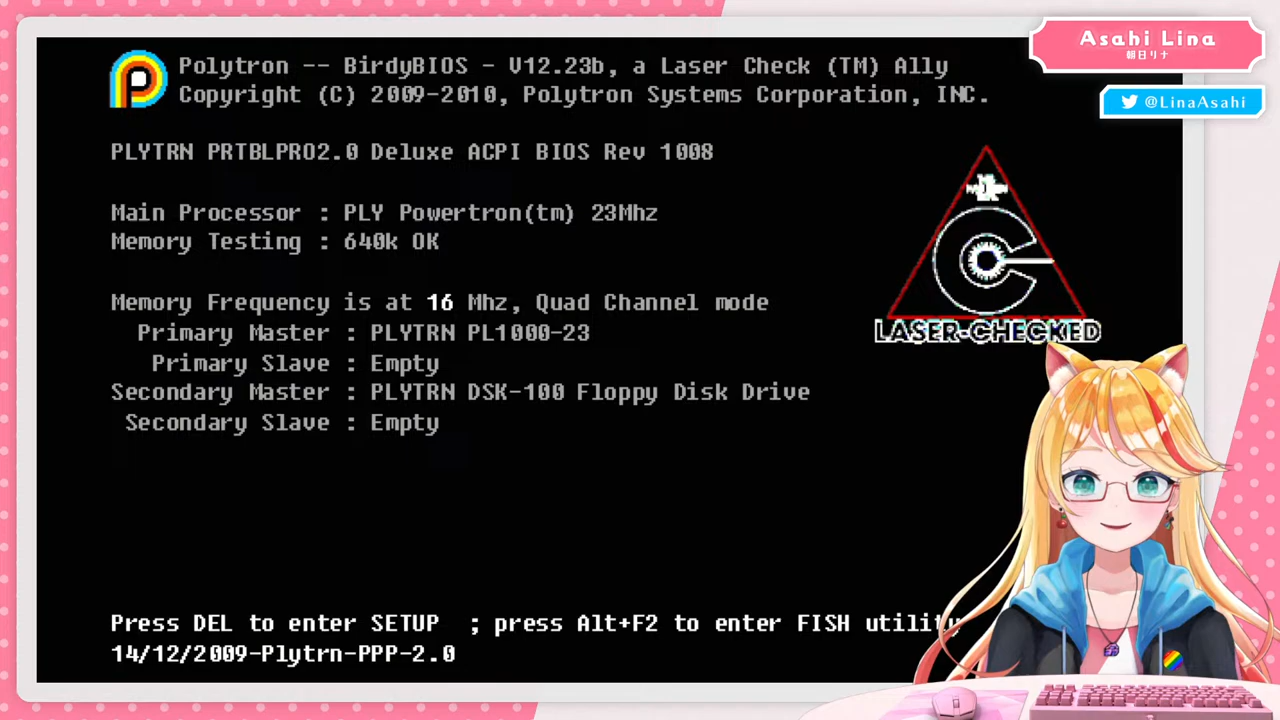 Asahi Lina
朝日リナ
@LinaAsahi
Polytron -- BirdyBIOS - V12.23b, a Laser Check (TM) Ally
Copyright (C) 2009-2010, Polytron Systems Corporation, INC.
PLYTRN PRTBLPRO2.0 Deluxe ACPI BIOS Rev 1008
Main Processor : PLY Powertron(tm) 23Mhz
Memory Testing : 640k OK
Memory Frequency is at 16 Mhz, Quad Channel mode
Primary Master : PLYTRN PL1000-23
Primary Slave : Empty
Secondary Master : PLYTRN DSK-100 Floppy Disk Drive
Secondary Slave : Empty
LASER-CHECKED
Press DEL to enter SETUP ; press Alt+F2 to enter FISH utility
14/12/2009-Plytrn-PPP-2.0